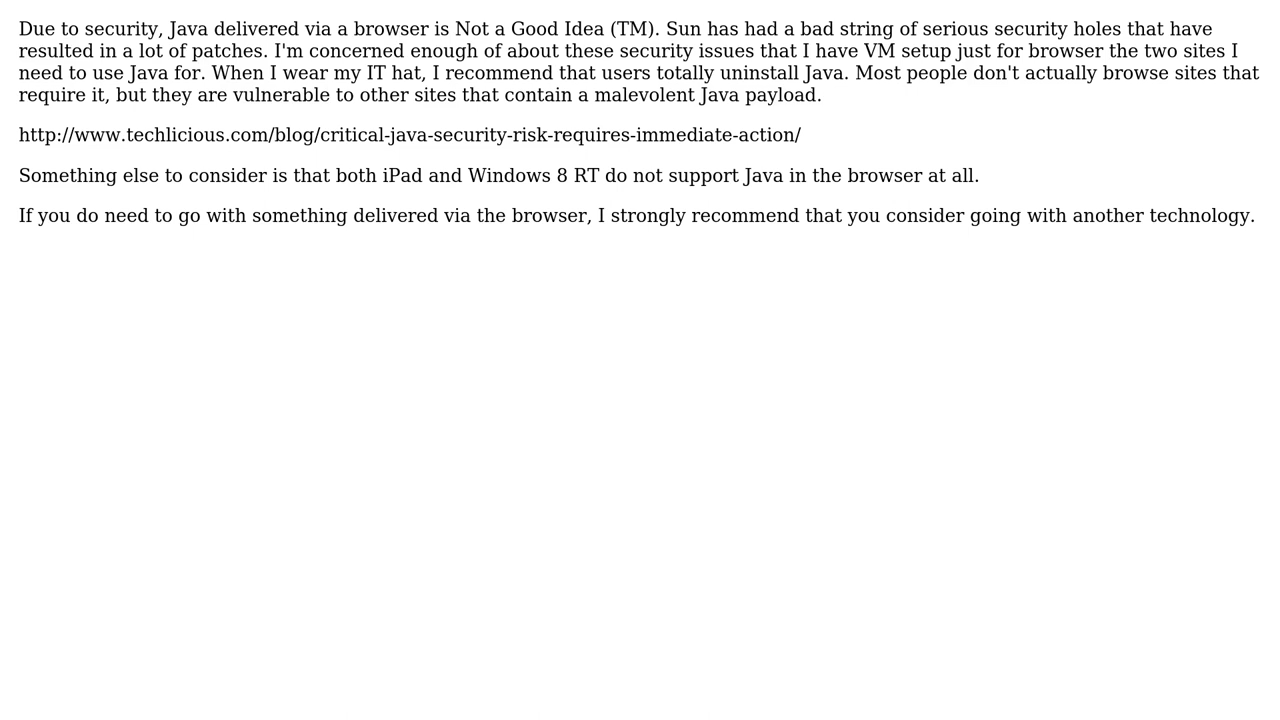 Due to security, Java delivered via a browser is Not a Good Idea (TM). Sun has had a bad string of serious security holes that have
resulted in a lot of patches. I'm concerned enough of about these security issues that I have VM setup just for browser the two sites I
need to use Java for. When I wear my IT hat, I recommend that users totally uninstall Java. Most people don't actually browse sites that
require it, but they are vulnerable to other sites that contain a malevolent Java payload.
http://www.techlicious.com/blog/critical-java-security-risk-requires-immediate-action/
Something else to consider is that both iPad and Windows 8 RT do not support Java in the browser at all.
If you do need to go with something delivered via the browser, I strongly recommend that you consider going with another technology.